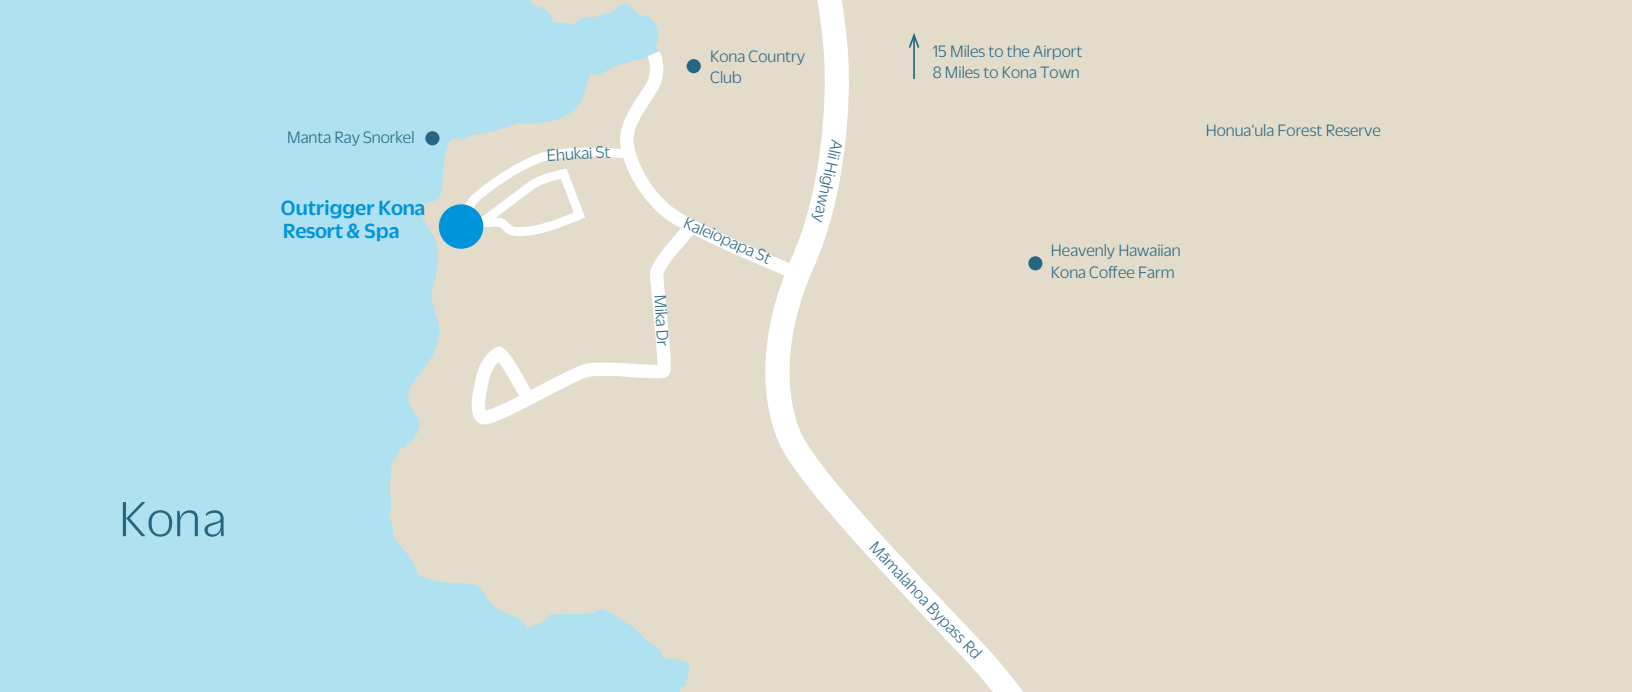 Kona Country
Club
15 Miles to the Airport
8 Miles to Kona Town
Honua‘ula Forest Reserve
Manta Ray Snorkel
Ehukai St
Alii Highway
Outrigger Kona
Resort & Spa
Kaleiopapa St
Heavenly Hawaiian
Kona Coffee Farm
Mika Dr
Kona
Māmalahoa Bypass Rd